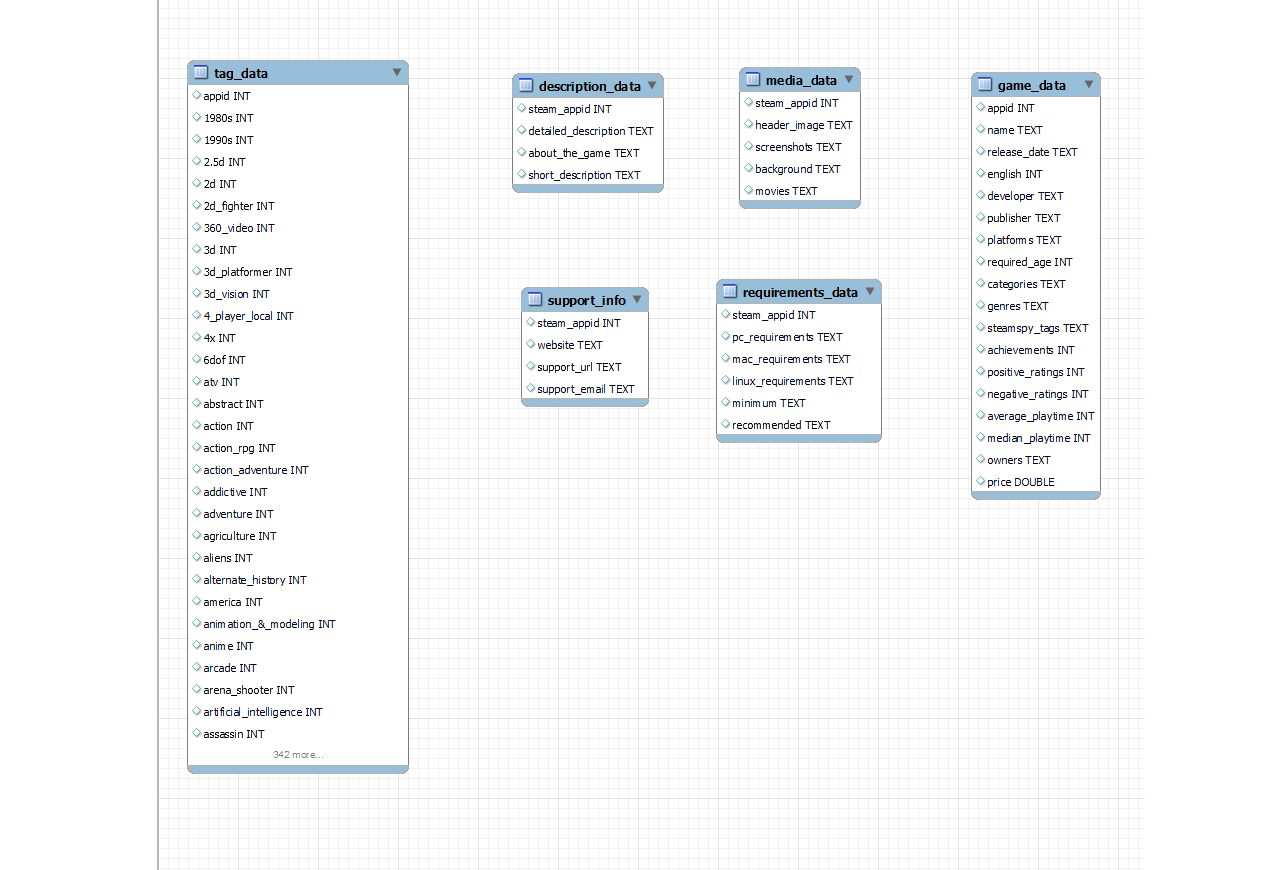 tag_data
appid INT
1980s INT
1990s INT
2.5d INT
2d INT
2d_fighter INT
360_video INT
3d INT
3d_platformer INT
3d_vision INT
4_player_local INT
4x INT
6dof INT
atv INT
abstract INT
action INT
action_rpg INT
action_adventure INT
addictive INT
adventure INT
agriculture INT
aliens INT
alternate_history INT
america INT
animation_&_modeling INT
anime INT
arcade INT
arena_shooter INT
artificial_intelligence INT
assassin INT
342 more...
description_data
steam_appid INT
detailed_description TEXT
about_the_game TEXT
short_description TEXT
media_data
steam_appid INT
header_image TEXT
screenshots TEXT
background TEXT
movies TEXT
game_data
appid INT
name TEXT
release_date TEXT
english INT
developer TEXT
publisher TEXT
platforms TEXT
required_age INT
categories TEXT
genres TEXT
steamspy_tags TEXT
achievements INT
positive_ratings INT
negative_ratings INT
average_playtime INT
median_playtime INT
owners TEXT
price DOUBLE
support_info
steam_appid INT
website TEXT
support_url TEXT
support_email TEXT
requirements_data
steam_appid INT
pc_requirements TEXT
mac_requirements TEXT
linux_requirements TEXT
minimum TEXT
recommended TEXT